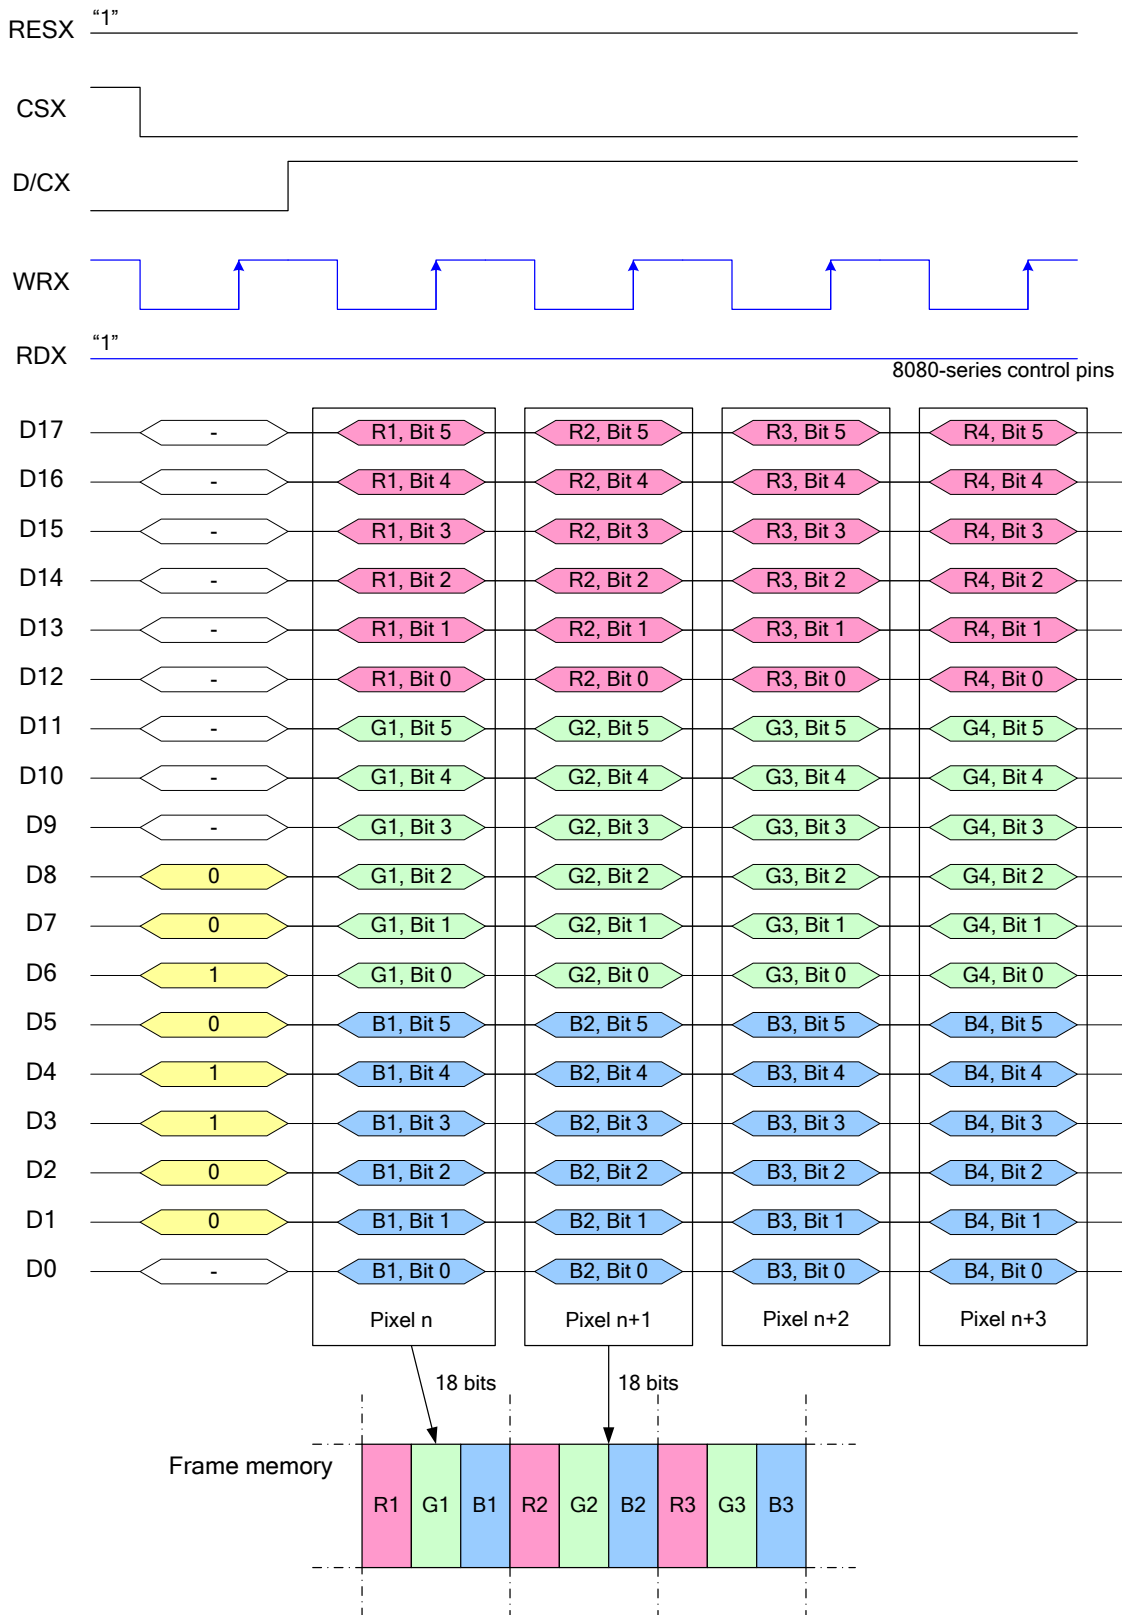 RESX "1"
CSX
D/CX
WRX
RDX "1"
8080-series control pins
D17 - R1, Bit 5 R2, Bit 5 R3, Bit 5 R4, Bit 5
D16 - R1, Bit 4 R2, Bit 4 R3, Bit 4 R4, Bit 4
D15 - R1, Bit 3 R2, Bit 3 R3, Bit 3 R4, Bit 3
D14 - R1, Bit 2 R2, Bit 2 R3, Bit 2 R4, Bit 2
D13 - R1, Bit 1 R2, Bit 1 R3, Bit 1 R4, Bit 1
D12 - R1, Bit 0 R2, Bit 0 R3, Bit 0 R4, Bit 0
D11 - G1, Bit 5 G2, Bit 5 G3, Bit 5 G4, Bit 5
D10 - G1, Bit 4 G2, Bit 4 G3, Bit 4 G4, Bit 4
D9 - G1, Bit 3 G2, Bit 3 G3, Bit 3 G4, Bit 3
D8 0 G1, Bit 2 G2, Bit 2 G3, Bit 2 G4, Bit 2
D7 0 G1, Bit 1 G2, Bit 1 G3, Bit 1 G4, Bit 1
D6 1 G1, Bit 0 G2, Bit 0 G3, Bit 0 G4, Bit 0
D5 0 B1, Bit 5 B2, Bit 5 B3, Bit 5 B4, Bit 5
D4 1 B1, Bit 4 B2, Bit 4 B3, Bit 4 B4, Bit 4
D3 1 B1, Bit 3 B2, Bit 3 B3, Bit 3 B4, Bit 3
D2 0 B1, Bit 2 B2, Bit 2 B3, Bit 2 B4, Bit 2
D1 0 B1, Bit 1 B2, Bit 1 B3, Bit 1 B4, Bit 1
D0 - B1, Bit 0 B2, Bit 0 B3, Bit 0 B4, Bit 0
Pixel n Pixel n+1 Pixel n+2 Pixel n+3
18 bits 18 bits
Frame memory
R1 G1 B1 R2 G2 B2 R3 G3 B3